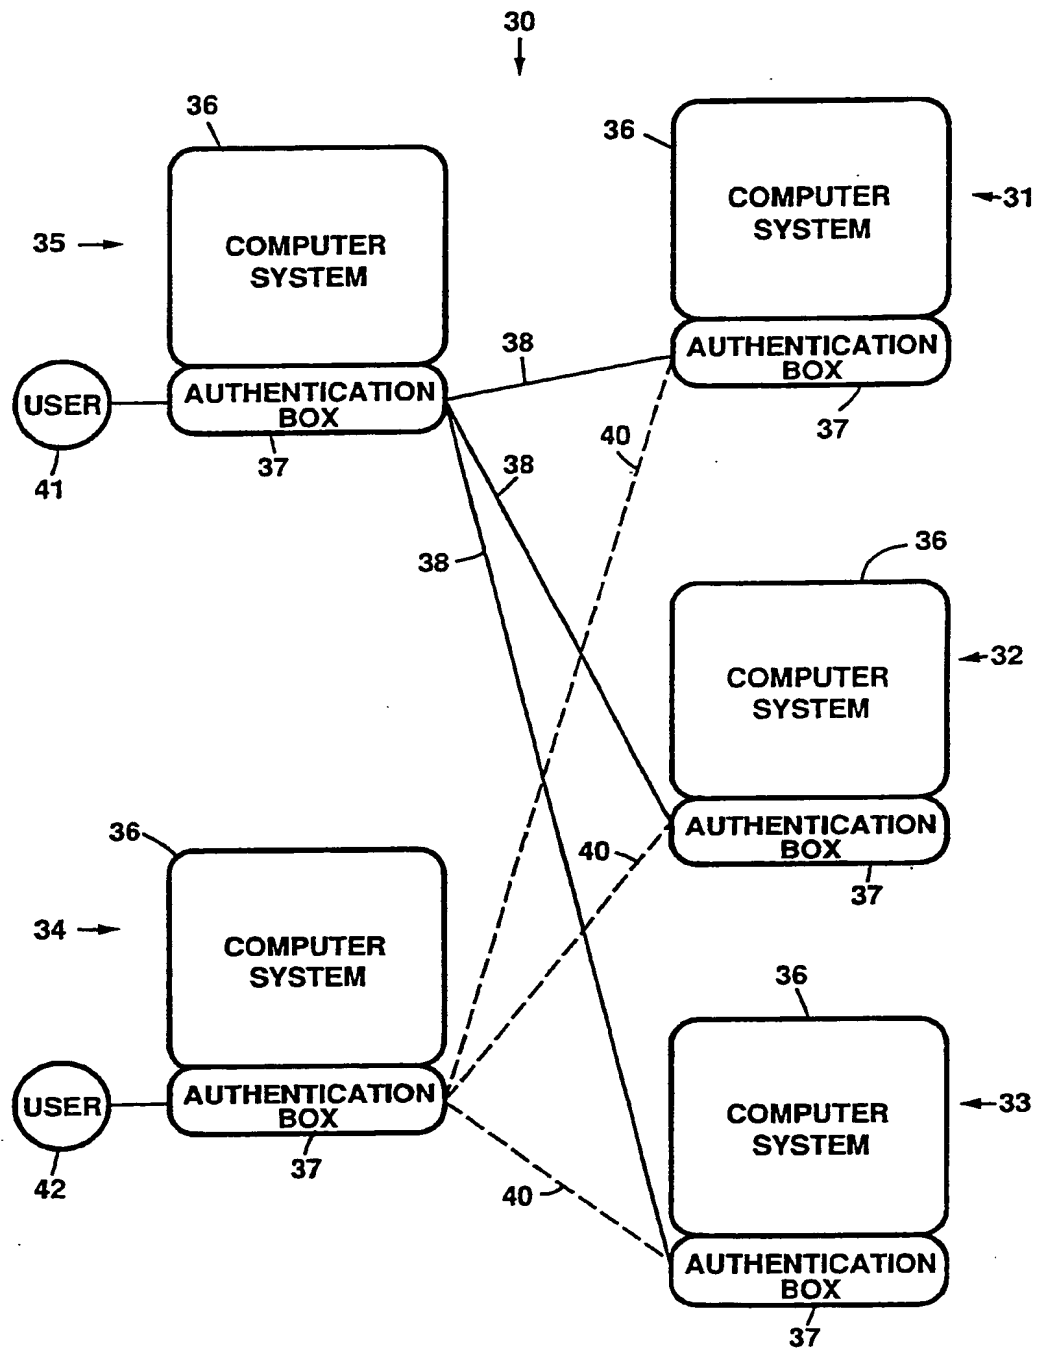 30
36
36
COMPUTER
SYSTEM
31
35
COMPUTER
SYSTEM
38
AUTHENTICATION
BOX
USER
AUTHENTICATION
BOX
37
40
37
38
41
38
36
32
COMPUTER
SYSTEM
36
AUTHENTICATION
BOX
40
37
34
COMPUTER
SYSTEM
36
USER
AUTHENTICATION
BOX
COMPUTER
SYSTEM
33
37
42
40
AUTHENTICATION
BOX
37